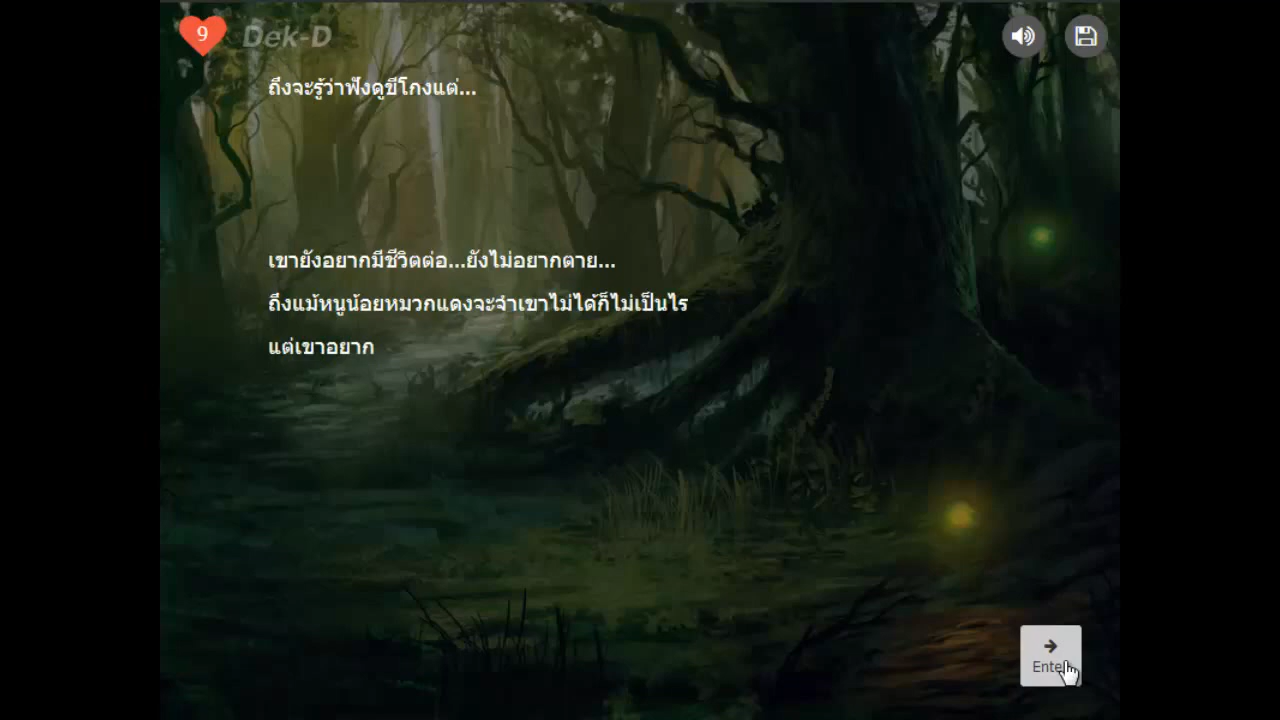 9
Dek-D
ถึงจะรู้ว่าฟังดูขี้โกงแต่...
เขายังอยากมีชีวิตต่อ...ยังไม่อยากตาย...
ถึงแม้หนูน้อยหมวกแดงจะจำเขาไม่ได้ก็ไม่เป็นไร
แต่เขาอยาก
Enter